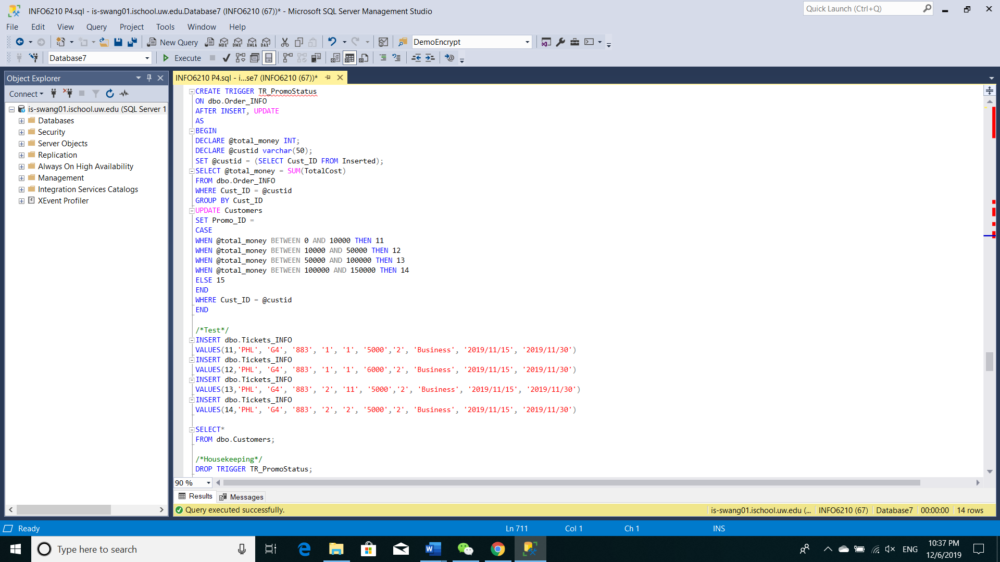 INFO6210 P4.sql - is-swang01.ischool.uw.edu.Database7 (INFO6210 (67))* - Microsoft SQL Server Management Studio
Quick Launch (Ctrl+Q)
File Edit View Query Project Tools Window Help
New Query
MDX DMX XMLA DAX
DemoEncrypt
Database7
Execute
Object Explorer
INFO6210 P4.sql - i...se7 (INFO6210 (67))*
Connect
is-swang01.ischool.uw.edu (SQL Server 1
Databases
Security
Server Objects
Replication
Always On High Availability
Management
Integration Services Catalogs
XEvent Profiler
CREATE TRIGGER TR_PromoStatus
ON dbo.Order_INFO
AFTER INSERT, UPDATE
AS
BEGIN
DECLARE @total_money INT;
DECLARE @custid varchar(50);
SET @custid = (SELECT Cust_ID FROM Inserted);
SELECT @total_money = SUM(TotalCost)
FROM dbo.Order_INFO
WHERE Cust_ID = @custid
GROUP BY Cust_ID
UPDATE Customers
SET Promo_ID =
CASE
WHEN @total_money BETWEEN 0 AND 10000 THEN 11
WHEN @total_money BETWEEN 10000 AND 50000 THEN 12
WHEN @total_money BETWEEN 50000 AND 100000 THEN 13
WHEN @total_money BETWEEN 100000 AND 150000 THEN 14
ELSE 15
END
WHERE Cust_ID = @custid
END
/*Test*/
INSERT dbo.Tickets_INFO
VALUES(11,'PHL', 'G4', '883', '1', '1', '5000','2', 'Business', '2019/11/15', '2019/11/30')
INSERT dbo.Tickets_INFO
VALUES(12,'PHL', 'G4', '883', '1', '1', '6000','2', 'Business', '2019/11/15', '2019/11/30')
INSERT dbo.Tickets_INFO
VALUES(13,'PHL', 'G4', '883', '2', '11', '5000','2', 'Business', '2019/11/15', '2019/11/30')
INSERT dbo.Tickets_INFO
VALUES(14,'PHL', 'G4', '883', '2', '2', '5000','2', 'Business', '2019/11/15', '2019/11/30')
SELECT*
FROM dbo.Customers;
/*Housekeeping*/
DROP TRIGGER TR_PromoStatus;
90 %
Results Messages
Query executed successfully.
is-swang01.ischool.uw.edu (... INFO6210 (67) Database7 00:00:00 14 rows
Ready
Ln 711 Col 1 Ch 1 INS
Type here to search
ENG
10:37 PM
12/6/2019